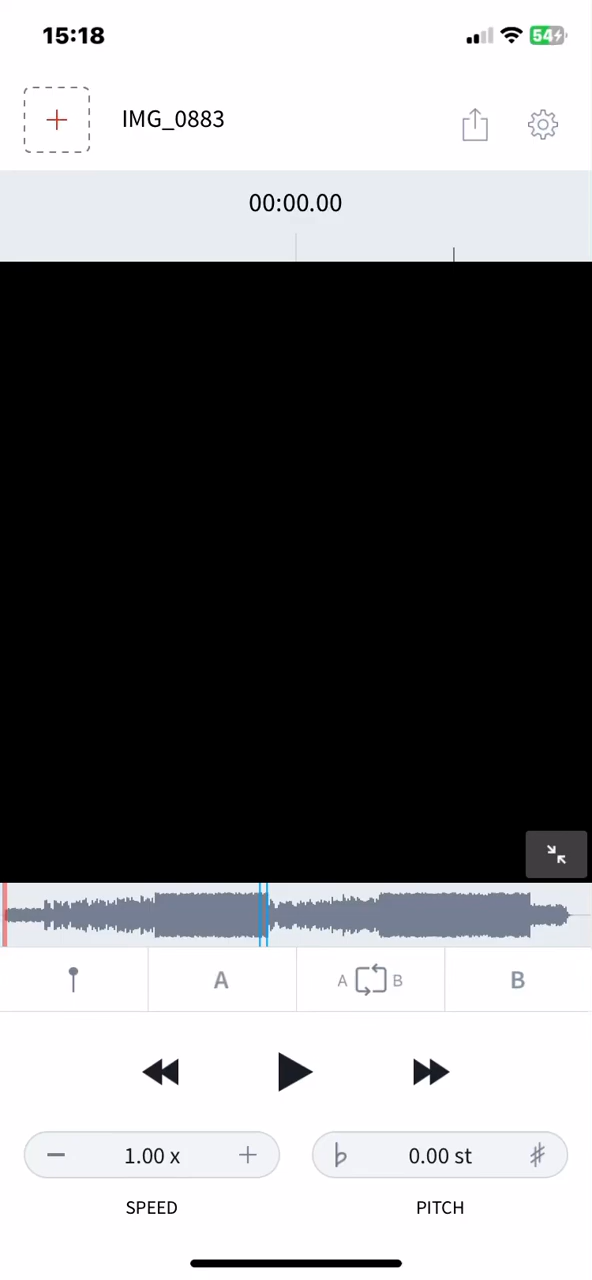 15:18
54
IMG_0883
00:00.00
A
A B
B
1.00 x
0.00 st
SPEED
PITCH